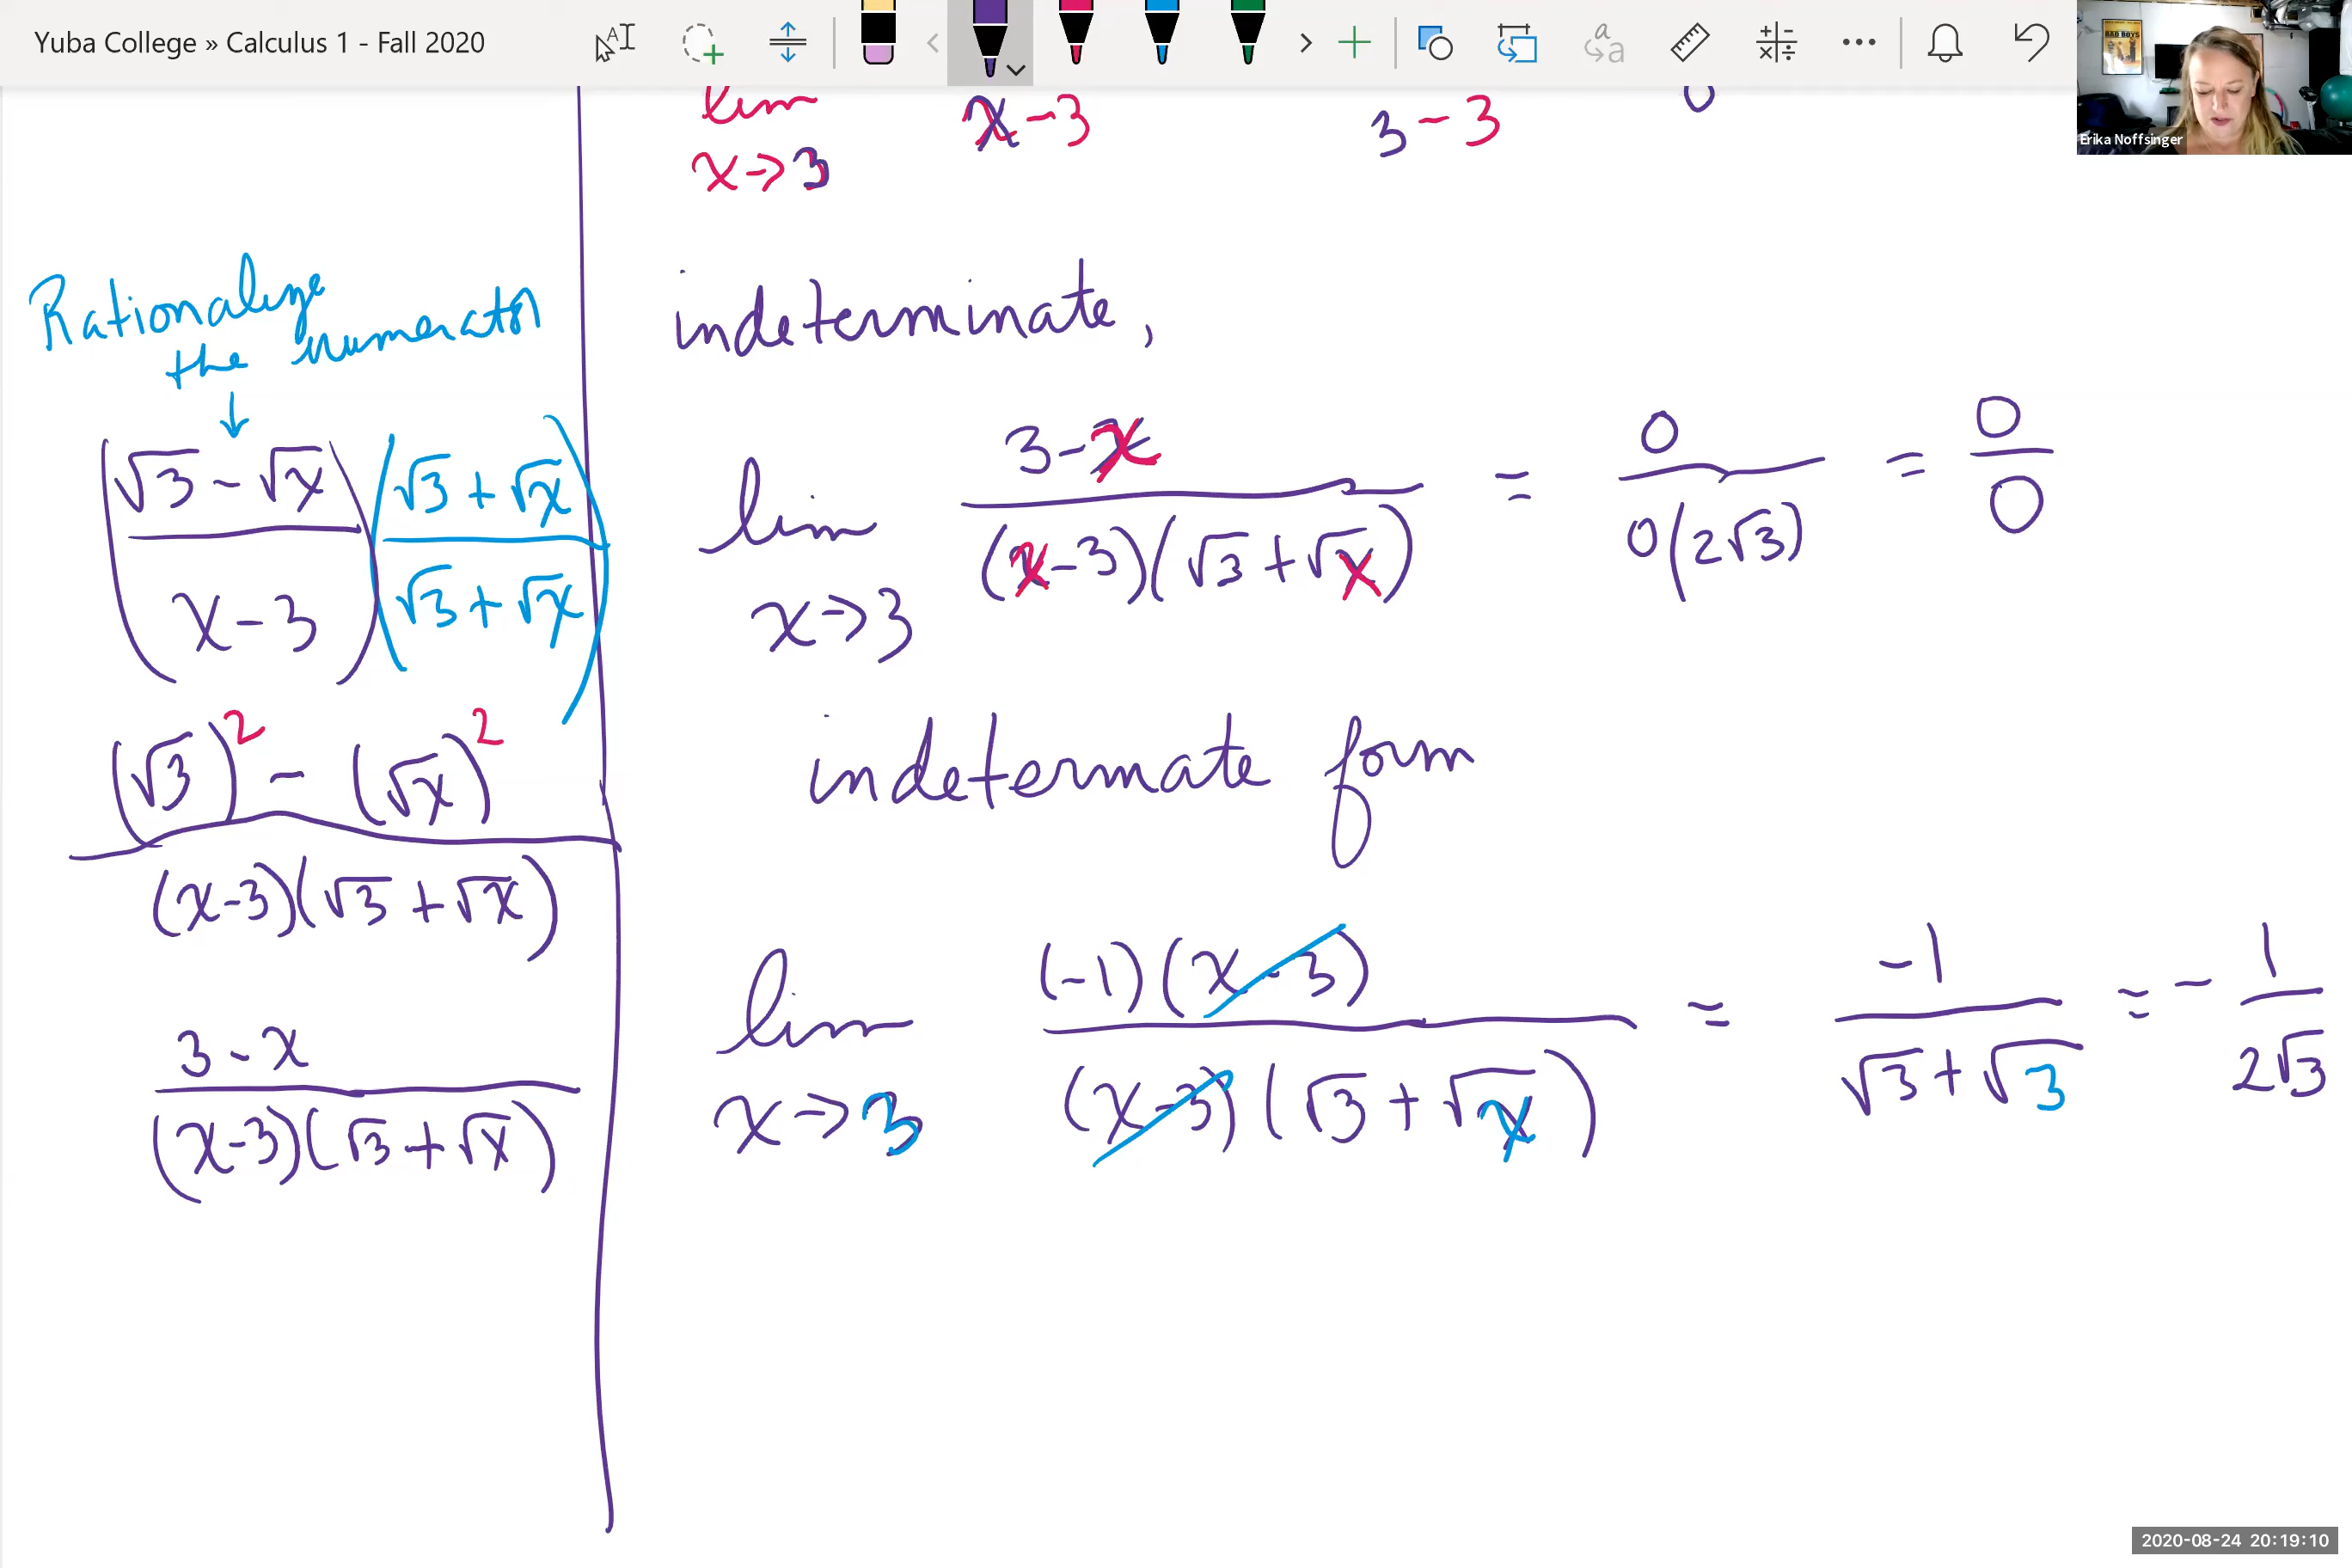 Yuba College » Calculus 1 - Fall 2020
BAD BOYS
Erika Noffsinger
lim x→3
x-3
3-3
0
Rationalize
the numerator
↓
(√3 - √x / x-3)(√3 + √x / √3 + √x)
(√3)² - (√x)² / (x-3)(√3 + √x)
3-x / (x-3)(√3 + √x)
indeterminate,
lim x→3 3-x / (x-3)(√3 + √x) = 0 / 0(2√3) = 0/0
indetermate form
lim x→3 (-1)(x-3) / (x-3)(√3 + √x) = -1 / √3 + √3 = - 1 / 2√3
2020-08-24 20:19:10